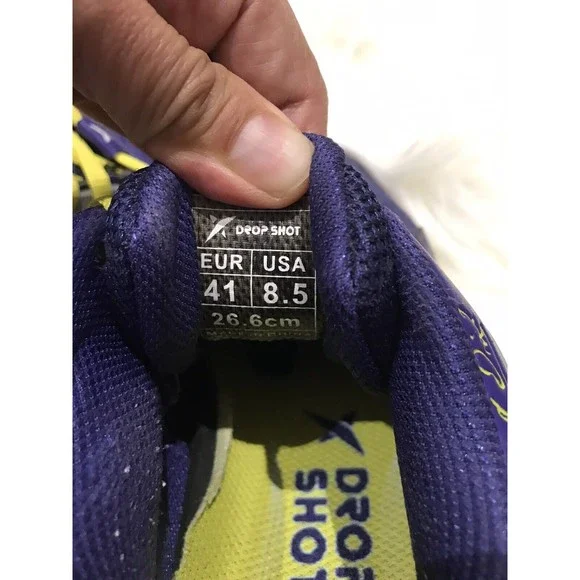 DROP SHOT
EUR USA
41 8.5
26.6cm
DROP
SHOT